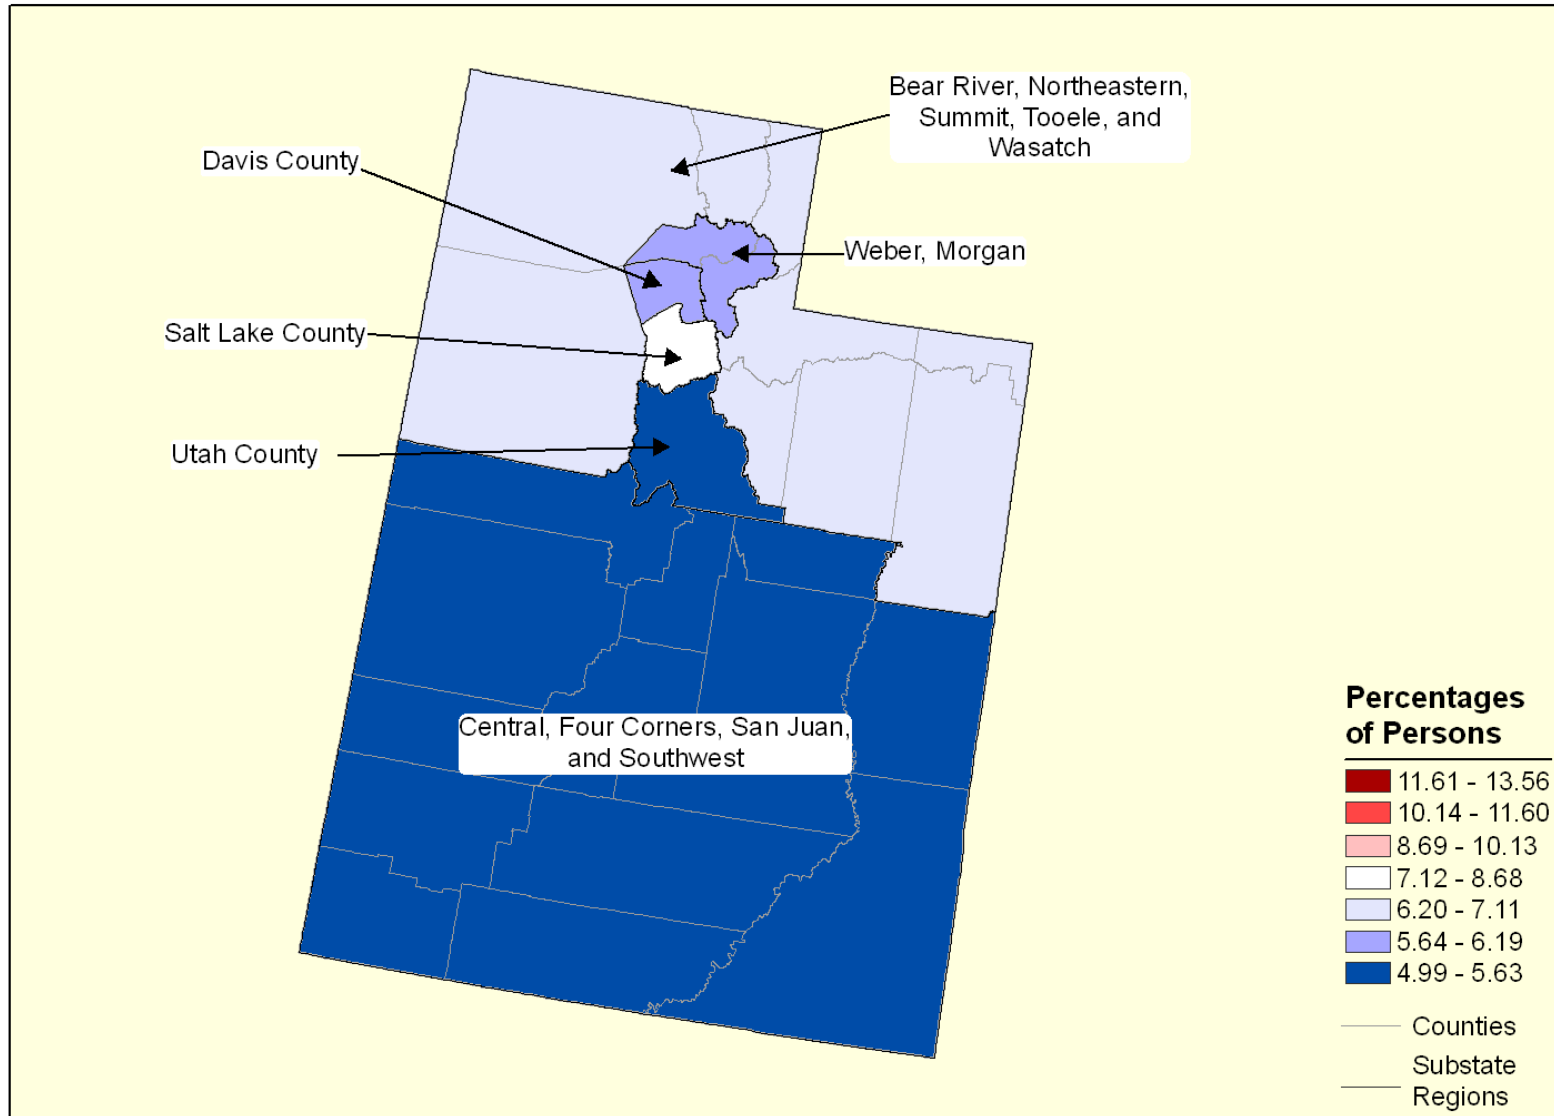 Bear River, Northeastern,
Summit, Tooele, and
Wasatch
Davis County
Weber, Morgan
Salt Lake County
Utah County
Central, Four Corners, San Juan,
and Southwest
Percentages
of Persons
11.61 - 13.56
10.14 - 11.60
8.69 - 10.13
7.12 - 8.68
6.20 - 7.11
5.64 - 6.19
4.99 - 5.63
Counties
Substate
Regions